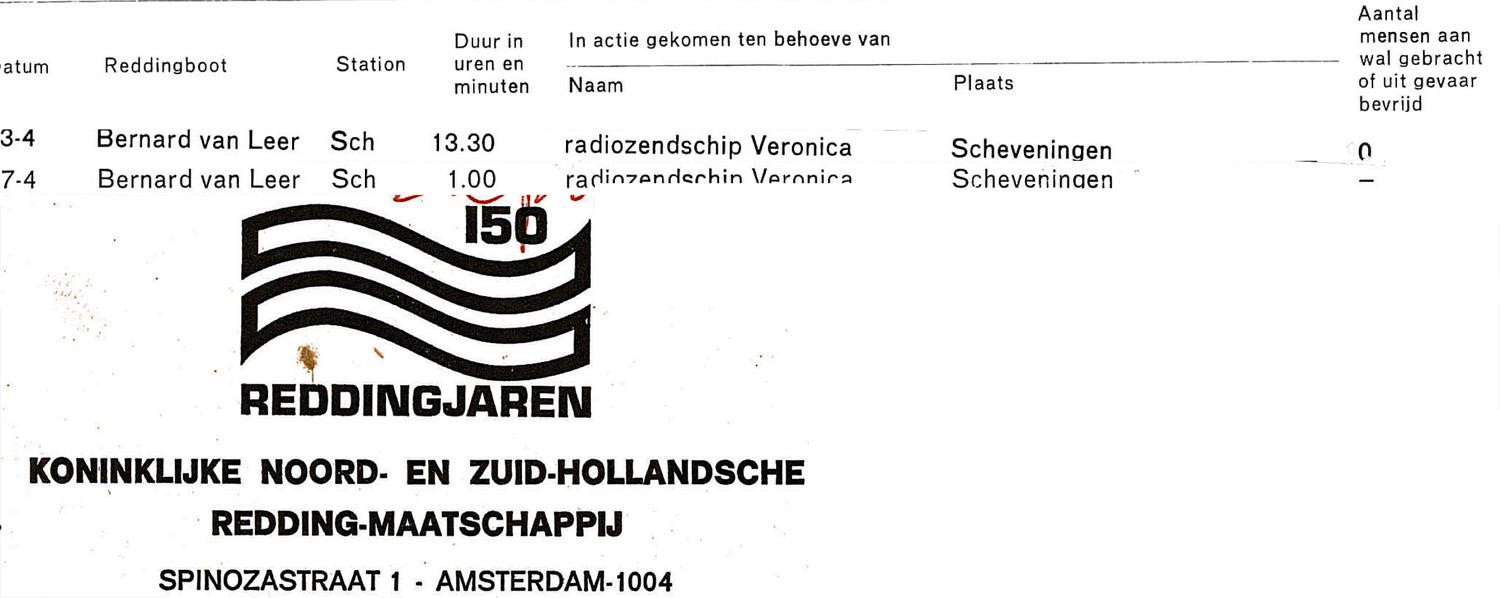 Aantal
mensen aan
wal gebracht
of uit gevaar
bevrijd
atum Reddingboot Station Duur in
uren en
minuten In actie gekomen ten behoeve van
Naam Plaats
3-4 Bernard van Leer Sch 13.30 radiozendschip Veronica Scheveningen 0
7-4 Bernard van Leer Sch 1.00 radiozendschip Veronica Scheveningen –
150
REDDINGJAREN
KONINKLIJKE NOORD- EN ZUID-HOLLANDSCHE
REDDING-MAATSCHAPPIJ
SPINOZASTRAAT 1 - AMSTERDAM-1004